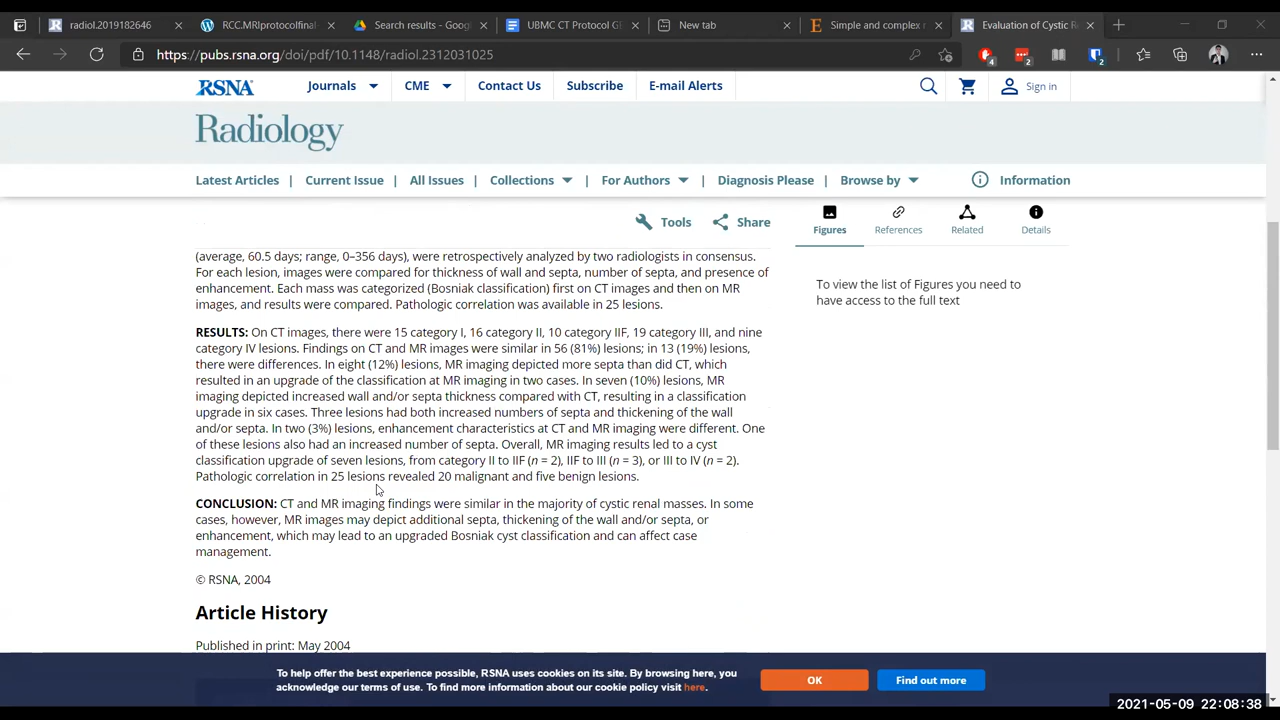 radiol.2019182646
RCC.MRIprotocolfinal-
Search results - Goog
UBMC CT Protocol GE
New tab
Simple and complex r
Evaluation of Cystic R
https://pubs.rsna.org/doi/pdf/10.1148/radiol.2312031025
4
2
2
RSNA
Journals
CME
Contact Us
Subscribe
E-mail Alerts
Sign in
Radiology
Latest Articles | Current Issue | All Issues | Collections | For Authors | Diagnosis Please | Browse by
Information
Tools
Share
Figures
References
Related
Details
(average, 60.5 days; range, 0–356 days), were retrospectively analyzed by two radiologists in consensus.
For each lesion, images were compared for thickness of wall and septa, number of septa, and presence of
enhancement. Each mass was categorized (Bosniak classification) first on CT images and then on MR
images, and results were compared. Pathologic correlation was available in 25 lesions.
To view the list of Figures you need to
have access to the full text
RESULTS: On CT images, there were 15 category I, 16 category II, 10 category IIF, 19 category III, and nine
category IV lesions. Findings on CT and MR images were similar in 56 (81%) lesions; in 13 (19%) lesions,
there were differences. In eight (12%) lesions, MR imaging depicted more septa than did CT, which
resulted in an upgrade of the classification at MR imaging in two cases. In seven (10%) lesions, MR
imaging depicted increased wall and/or septa thickness compared with CT, resulting in a classification
upgrade in six cases. Three lesions had both increased numbers of septa and thickening of the wall
and/or septa. In two (3%) lesions, enhancement characteristics at CT and MR imaging were different. One
of these lesions also had an increased number of septa. Overall, MR imaging results led to a cyst
classification upgrade of seven lesions, from category II to IIF (n = 2), IIF to III (n = 3), or III to IV (n = 2).
Pathologic correlation in 25 lesions revealed 20 malignant and five benign lesions.
CONCLUSION: CT and MR imaging findings were similar in the majority of cystic renal masses. In some
cases, however, MR images may depict additional septa, thickening of the wall and/or septa, or
enhancement, which may lead to an upgraded Bosniak cyst classification and can affect case
management.
© RSNA, 2004
Article History
Published in print: May 2004
To help offer the best experience possible, RSNA uses cookies on its site. By browsing here, you
acknowledge our terms of use. To find more information about our cookie policy visit here.
OK
Find out more
2021-05-09 22:08:38